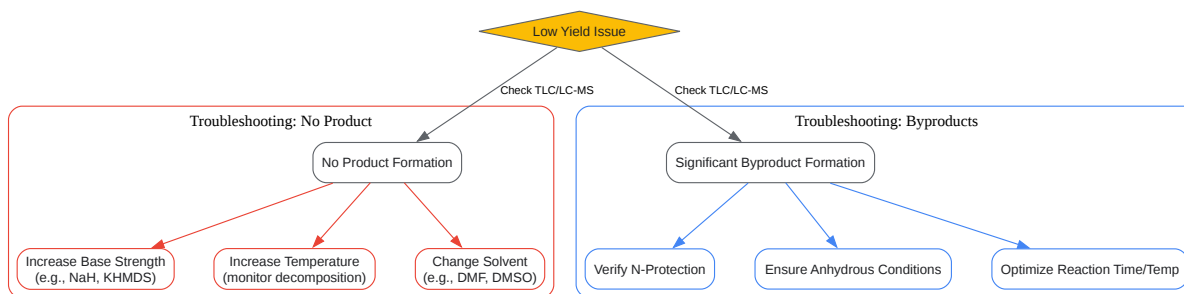 Low Yield Issue
Check TLC/LC-MS
Check TLC/LC-MS
Troubleshooting: No Product
Troubleshooting: Byproducts
No Product Formation
Significant Byproduct Formation
Increase Base Strength
(e.g., NaH, KHMDS)
Increase Temperature
(monitor decomposition)
Change Solvent
(e.g., DMF, DMSO)
Verify N-Protection
Ensure Anhydrous Conditions
Optimize Reaction Time/Temp